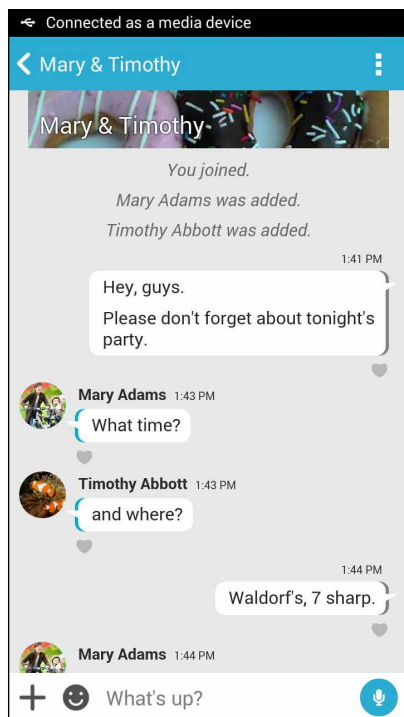 Connected as a media device
Mary & Timothy
Mary & Timothy
You joined.
Mary Adams was added.
Timothy Abbott was added.
1:41 PM
Hey, guys.
Please don't forget about tonight's
party.
Mary Adams 1:43 PM
What time?
Timothy Abbott 1:43 PM
and where?
1:44 PM
Waldorf's, 7 sharp.
Mary Adams 1:44 PM
What's up?